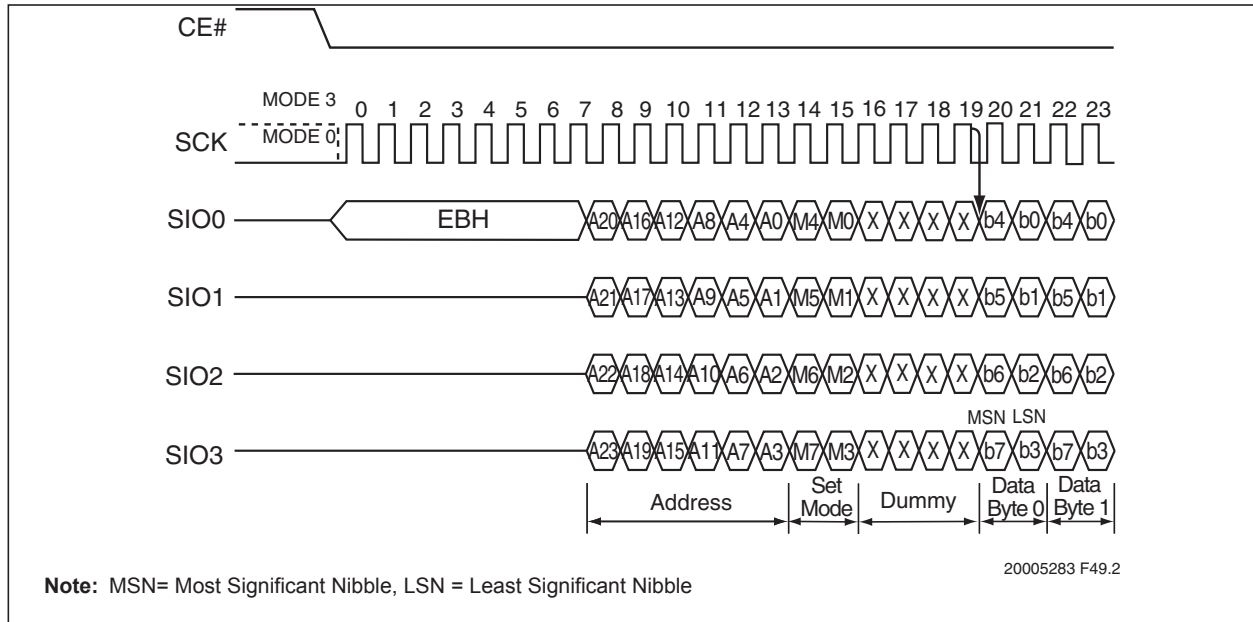 CE#
MODE 3
0 1 2 3 4 5 6 7 8 9 10 11 12 13 14 15 16 17 18 19 20 21 22 23
SCK
MODE 0
SIO0 EBH A20 A16 A12 A8 A4 A0 M4 M0 X X X X b4 b0 b4 b0
SIO1 A21 A17 A13 A9 A5 A1 M5 M1 X X X X b5 b1 b5 b1
SIO2 A22 A18 A14 A10 A6 A2 M6 M2 X X X X b6 b2 b6 b2
MSN LSN
SIO3 A23 A19 A15 A11 A7 A3 M7 M3 X X X X b7 b3 b7 b3
Address
Set
Mode
Dummy
Data
Byte 0
Data
Byte 1
20005283 F49.2
Note: MSN= Most Significant Nibble, LSN = Least Significant Nibble